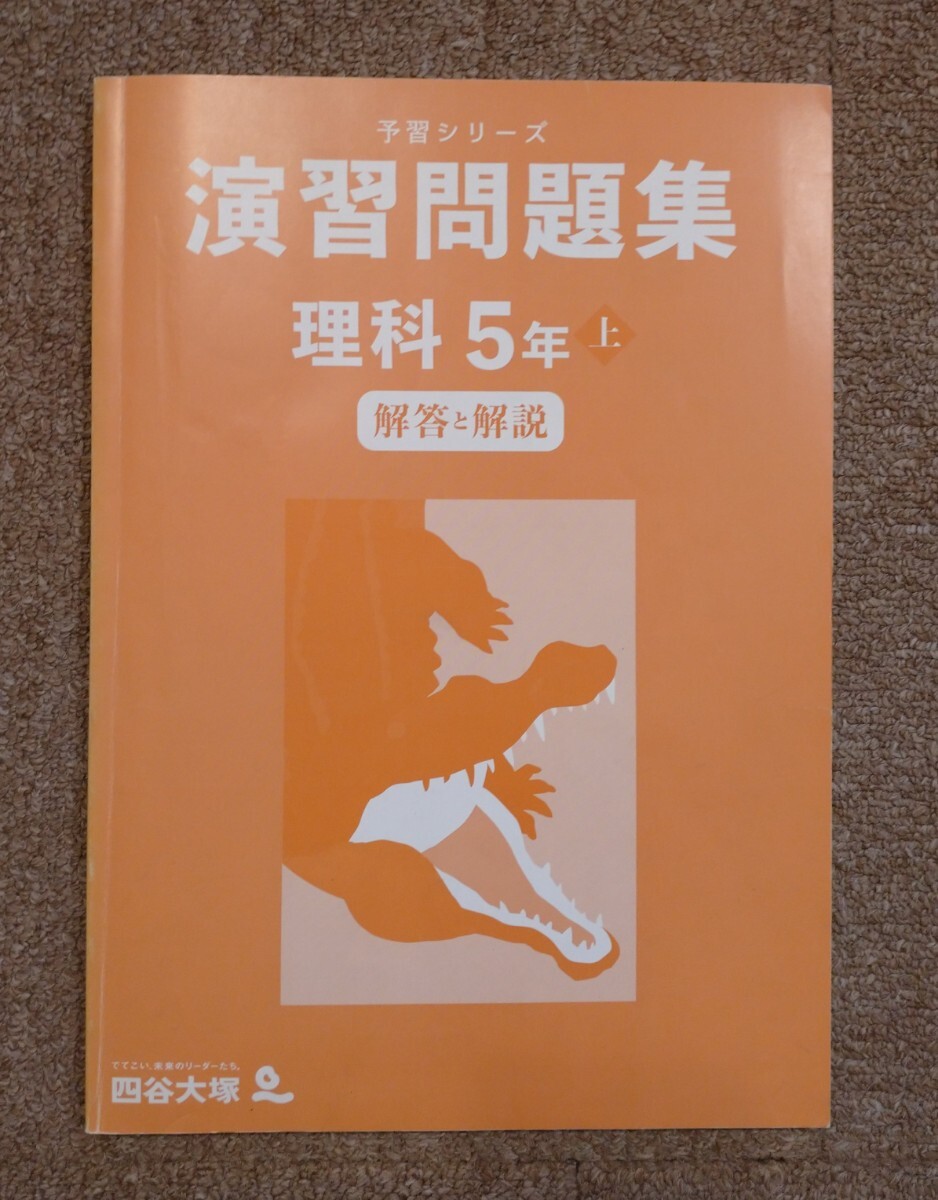 予習シリーズ
演習問題集
理科 5年 上
解答と解説
でてこい、未来のリーダーたち。
四谷大塚